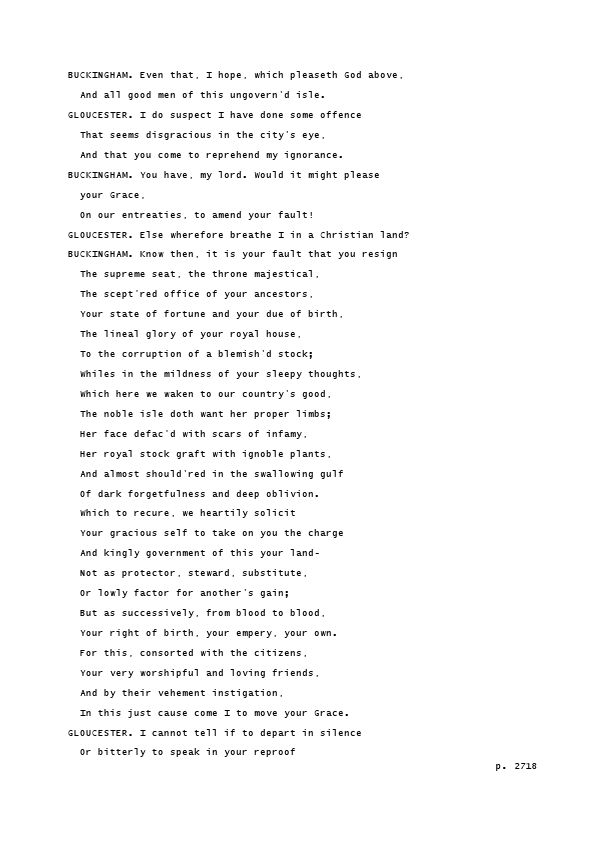 BUCKINGHAM. Even that, I hope, which pleaseth God above,
And all good men of this ungovern'd isle.
GLOUCESTER. I do suspect I have done some offence
That seems disgracious in the city's eye,
And that you come to reprehend my ignorance.
BUCKINGHAM. You have, my lord. Would it might please
your Grace,
On our entreaties, to amend your fault!
GLOUCESTER. Else wherefore breathe I in a Christian land?
BUCKINGHAM. Know then, it is your fault that you resign
The supreme seat, the throne majestical,
The scept'red office of your ancestors,
Your state of fortune and your due of birth,
The lineal glory of your royal house,
To the corruption of a blemish'd stock;
Whiles in the mildness of your sleepy thoughts,
Which here we waken to our country's good,
The noble isle doth want her proper limbs;
Her face defac'd with scars of infamy,
Her royal stock graft with ignoble plants,
And almost should'red in the swallowing gulf
Of dark forgetfulness and deep oblivion.
Which to recure, we heartily solicit
Your gracious self to take on you the charge
And kingly government of this your land-
Not as protector, steward, substitute,
Or lowly factor for another's gain;
But as successively, from blood to blood,
Your right of birth, your empery, your own.
For this, consorted with the citizens,
Your very worshipful and loving friends,
And by their vehement instigation,
In this just cause come I to move your Grace.
GLOUCESTER. I cannot tell if to depart in silence
Or bitterly to speak in your reproof
p. 2718